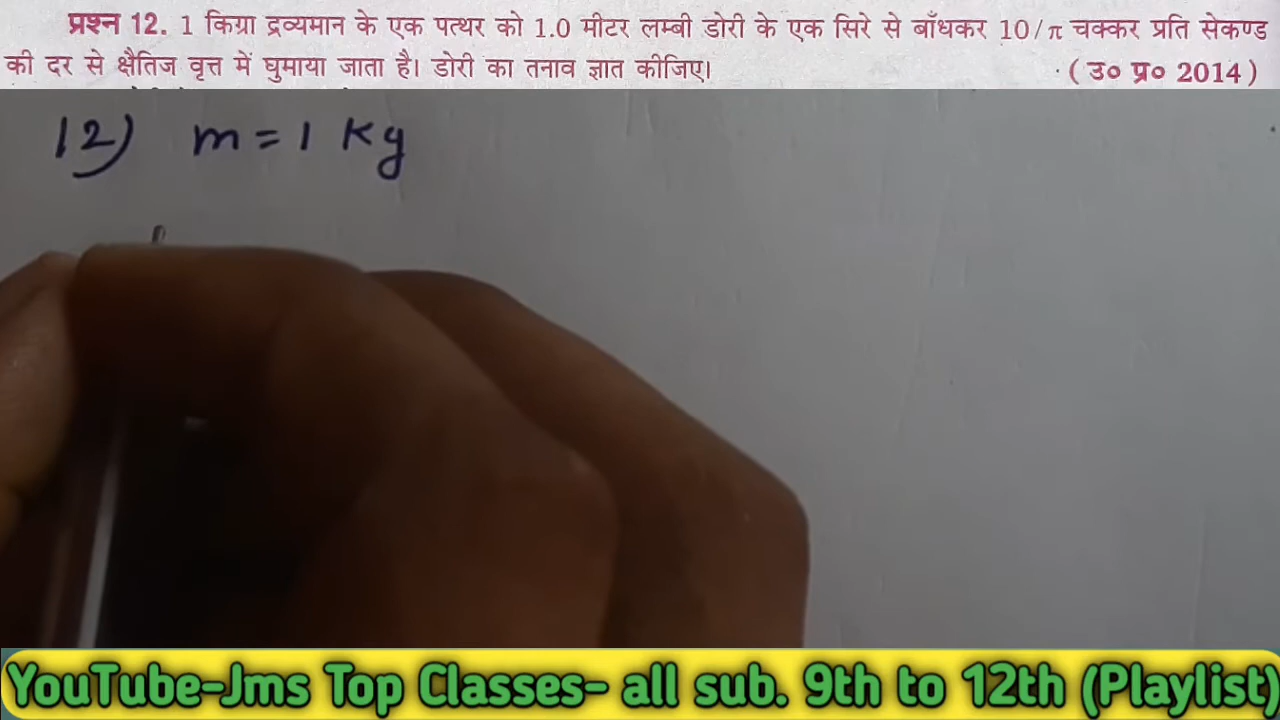 प्रश्न 12. 1 किग्रा द्रव्यमान के एक पत्थर को 1.0 मीटर लम्बी डोरी के एक सिरे से बाँधकर 10/π चक्कर प्रति सेकण्ड
की दर से क्षैतिज वृत्त में घुमाया जाता है। डोरी का तनाव ज्ञात कीजिए। (उ० प्र० 2014)
12) m = 1 Kg
YouTube-Jms Top Classes- all sub. 9th to 12th (Playlist)